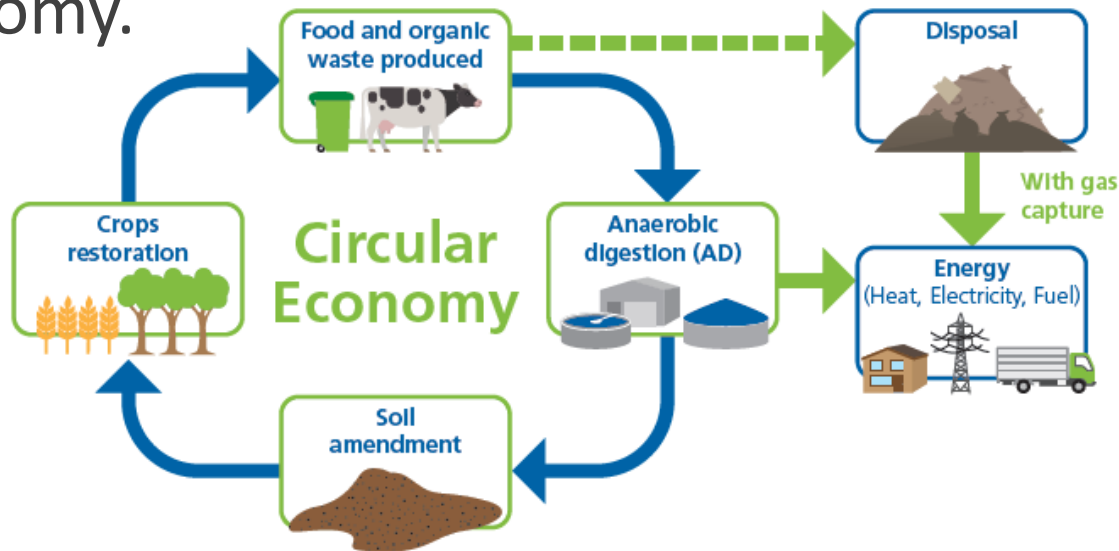 omy.
Food and organic
waste produced
Disposal
With gas
capture
Crops
restoration
Circular
Economy
Anaerobic
digestion (AD)
Energy
(Heat, Electricity, Fuel)
Soil
amendment